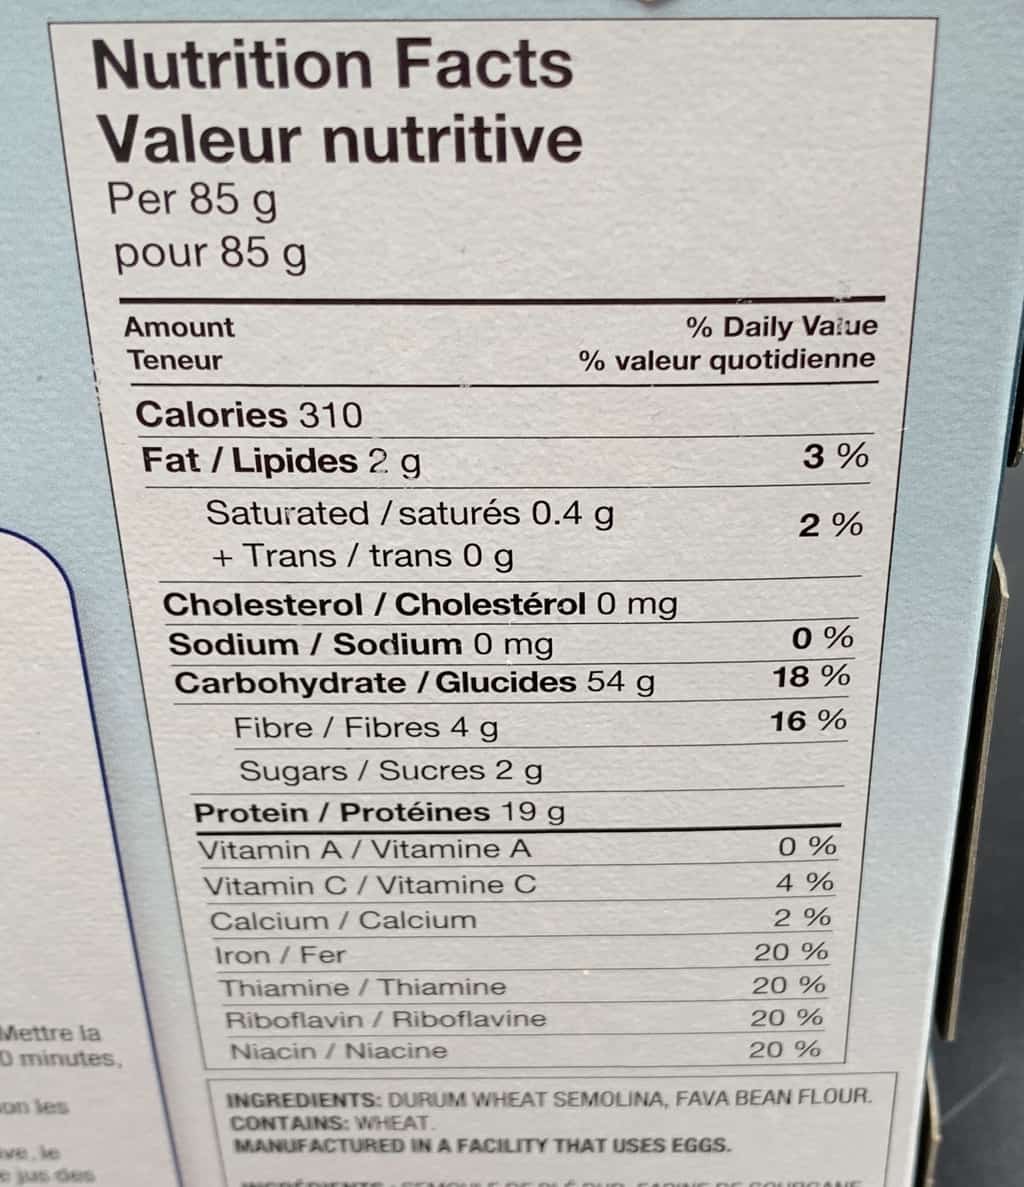 Nutrition Facts
Valeur nutritive
Per 85 g
pour 85 g
Amount % Daily Value
Teneur % valeur quotidienne
Calories 310
Fat / Lipides 2 g 3 %
Saturated / saturés 0.4 g 2 %
+ Trans / trans 0 g
Cholesterol / Cholestérol 0 mg
Sodium / Sodium 0 mg 0 %
Carbohydrate / Glucides 54 g 18 %
Fibre / Fibres 4 g 16 %
Sugars / Sucres 2 g
Protein / Protéines 19 g
Vitamin A / Vitamine A 0 %
Vitamin C / Vitamine C 4 %
Calcium / Calcium 2 %
Iron / Fer 20 %
Thiamine / Thiamine 20 %
Riboflavin / Riboflavine 20 %
Niacin / Niacine 20 %
INGREDIENTS: DURUM WHEAT SEMOLINA, FAVA BEAN FLOUR.
CONTAINS: WHEAT.
MANUFACTURED IN A FACILITY THAT USES EGGS.
Mettre la
minutes,
les
le
jus des